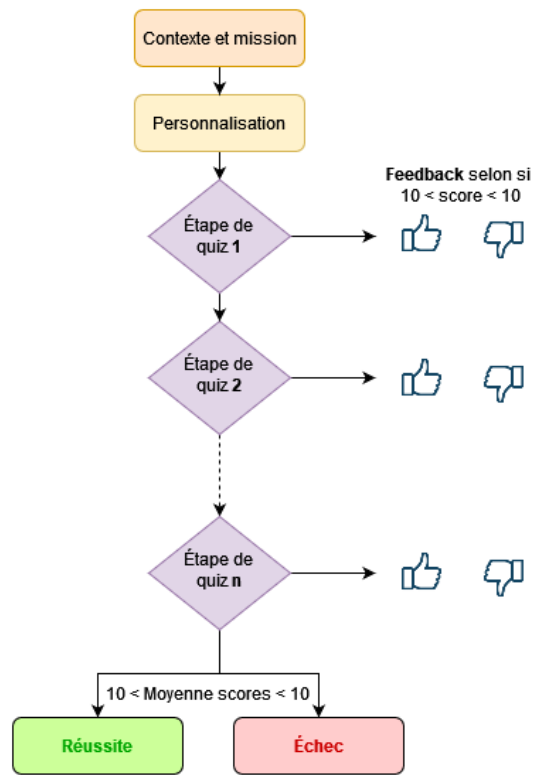 Contexte et mission
Personnalisation
Feedback selon si
10 < score < 10
Étape de
quiz 1
Étape de
quiz 2
Étape de
quiz n
10 < Moyenne scores < 10
Réussite
Échec